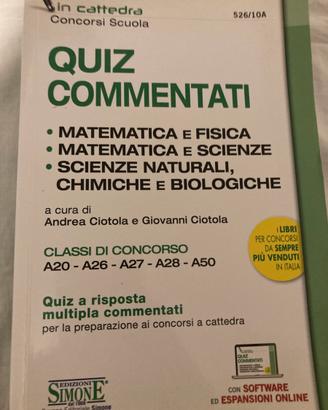 in cattedra
Concorsi Scuola
526/10A
QUIZ
COMMENTATI
• MATEMATICA E FISICA
• MATEMATICA E SCIENZE
• SCIENZE NATURALI,
CHIMICHE E BIOLOGICHE
a cura di
Andrea Ciotola e Giovanni Ciotola
CLASSI DI CONCORSO
A20 - A26 - A27 - A28 - A50
I LIBRI
PER CONCORSI
DA SEMPRE
PIÙ VENDUTI
IN ITALIA
Quiz a risposta
multipla commentati
per la preparazione ai concorsi a cattedra
QUIZ
COMMENTATI
EDIZIONI
SIMONE
CON SOFTWARE
ED ESPANSIONI ONLINE